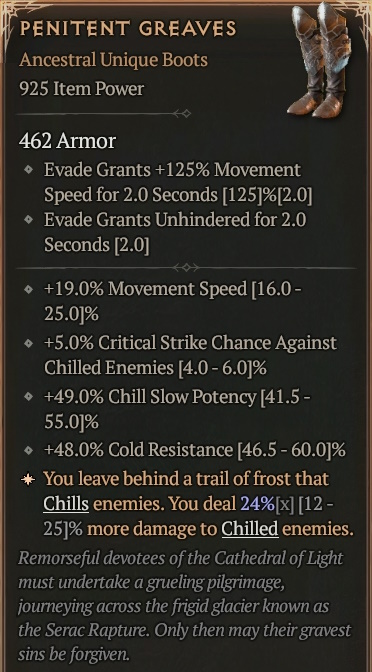 PENITENT GREAVES
Ancestral Unique Boots
925 Item Power
462 Armor
Evade Grants +125% Movement
Speed for 2.0 Seconds [125]%[2.0]
Evade Grants Unhindered for 2.0
Seconds [2.0]
+19.0% Movement Speed [16.0 -
25.0]%
+5.0% Critical Strike Chance Against
Chilled Enemies [4.0 - 6.0]%
+49.0% Chill Slow Potency [41.5 -
55.0]%
+48.0% Cold Resistance [46.5 - 60.0]%
You leave behind a trail of frost that
Chills enemies. You deal 24%[x] [12 -
25]% more damage to Chilled enemies.
Remorseful devotees of the Cathedral of Light
must undertake a grueling pilgrimage,
journeying across the frigid glacier known as
the Serac Rapture. Only then may their gravest
sins be forgiven.